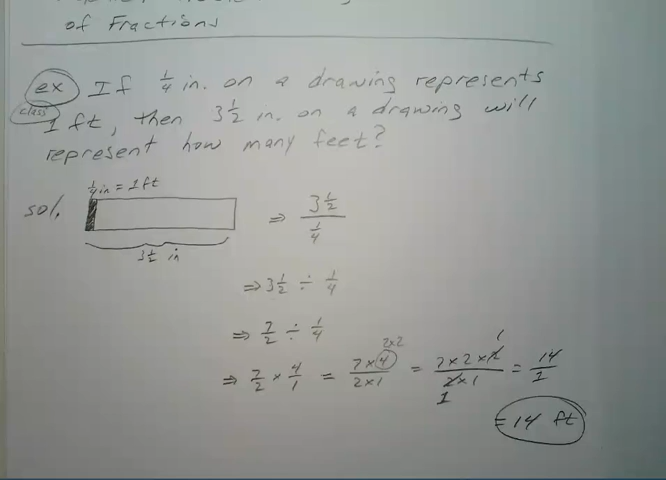 of Fractions
ex If 1/4 in. on a drawing represents
class 1 ft, then 3 1/2 in. on a drawing will
represent how many feet?
sol. 1/4 in = 1 ft
3 1/2 in
⇒ 3 1/2 / 1/4
⇒ 3 1/2 ÷ 1/4
⇒ 7/2 ÷ 1/4
⇒ 7/2 × 4/1 = 7×4/2×1 2×2 = 7×2×2/2×1 1 1 = 14/1
= 14 ft